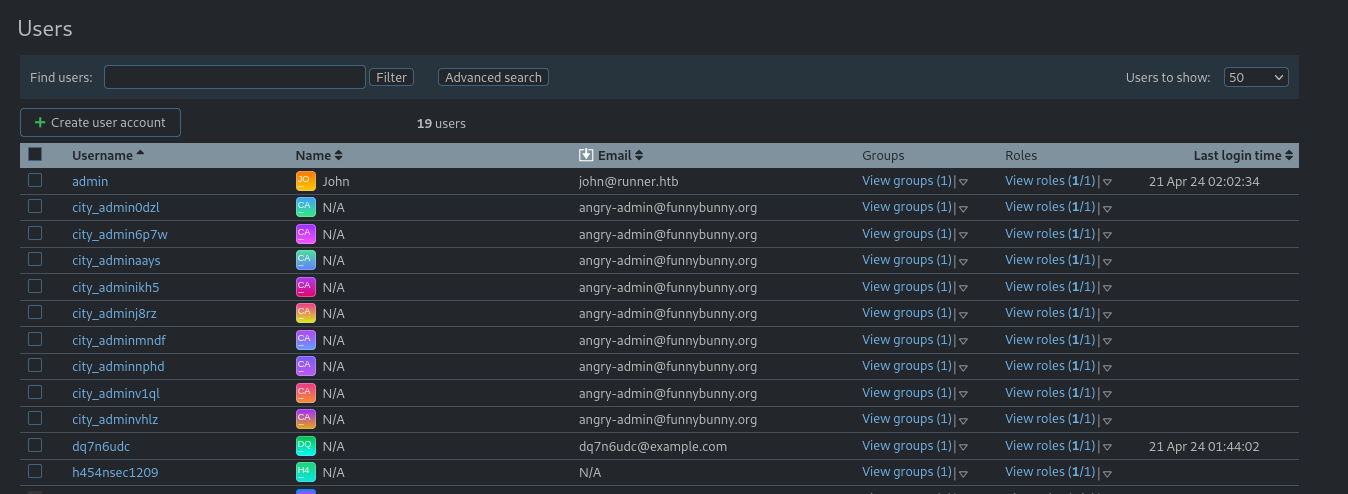 Users
Find users: Filter Advanced search Users to show: 50
+ Create user account 19 users
Username Name Email Groups Roles Last login time
admin JO John john@runner.htb View groups (1) | View roles (1/1) | 21 Apr 24 02:02:34
city_admin0dzl CA N/A angry-admin@funnybunny.org View groups (1) | View roles (1/1) |
city_admin6p7w CA N/A angry-admin@funnybunny.org View groups (1) | View roles (1/1) |
city_adminaays CA N/A angry-admin@funnybunny.org View groups (1) | View roles (1/1) |
city_adminikh5 CA N/A angry-admin@funnybunny.org View groups (1) | View roles (1/1) |
city_adminj8rz CA N/A angry-admin@funnybunny.org View groups (1) | View roles (1/1) |
city_adminmndf CA N/A angry-admin@funnybunny.org View groups (1) | View roles (1/1) |
city_adminnphd CA N/A angry-admin@funnybunny.org View groups (1) | View roles (1/1) |
city_adminv1ql CA N/A angry-admin@funnybunny.org View groups (1) | View roles (1/1) |
city_adminvhlz CA N/A angry-admin@funnybunny.org View groups (1) | View roles (1/1) |
dq7n6udc DQ N/A dq7n6udc@example.com View groups (1) | View roles (1/1) | 21 Apr 24 01:44:02
h454nsec1209 H4 N/A N/A View groups (1) | View roles (1/1) |